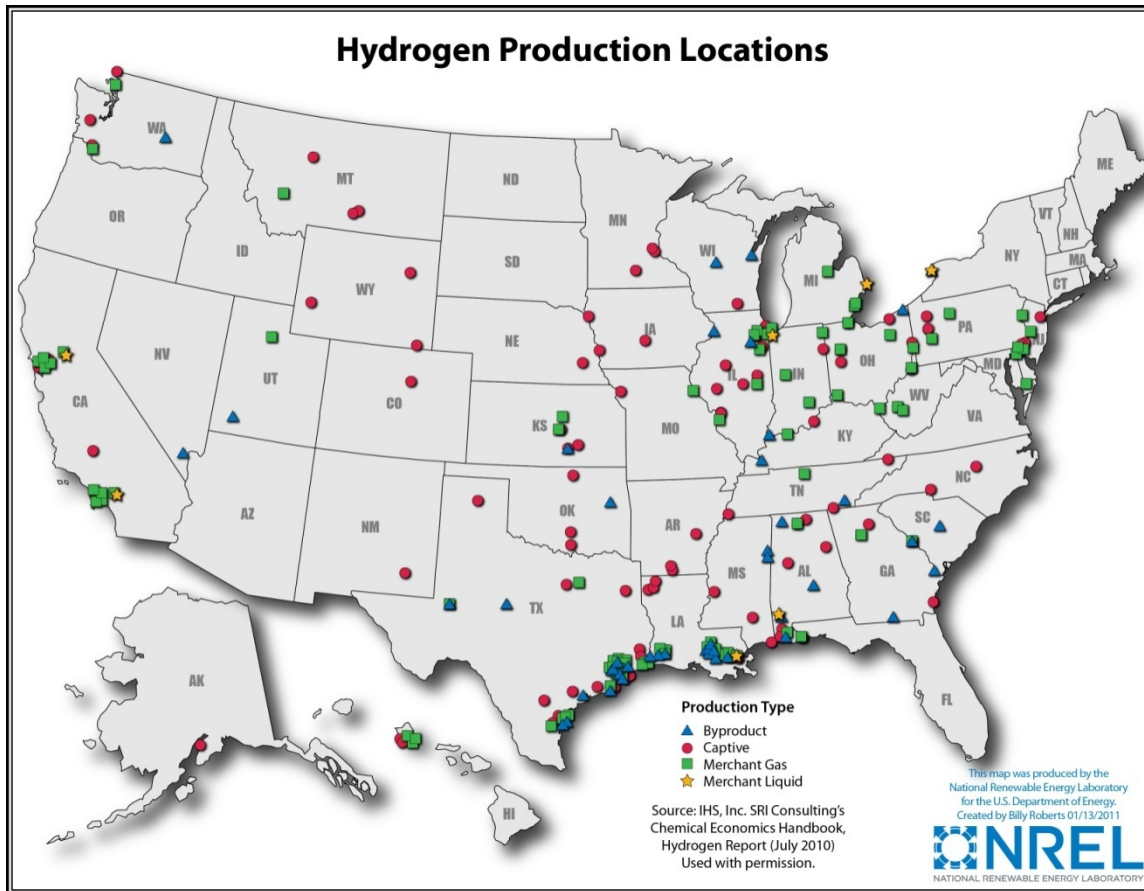 Hydrogen Production Locations
WA
MT
ND
MN
ME
OR
ID
SD
WI
MI
VT
NH
NY
MA
CT
WY
NE
IA
PA
NJ
NV
UT
CO
IL
IN
OH
MD
WV
CA
KS
MO
KY
VA
AZ
NM
OK
AR
TN
NC
SC
MS
AL
GA
TX
LA
FL
AK
HI
Production Type
Byproduct
Captive
Merchant Gas
Merchant Liquid
Source: IHS, Inc. SRI Consulting's
Chemical Economics Handbook,
Hydrogen Report (July 2010)
Used with permission.
This map was produced by the
National Renewable Energy Laboratory
for the U.S. Department of Energy.
Created by Billy Roberts 01/13/2011
NREL
NATIONAL RENEWABLE ENERGY LABORATORY